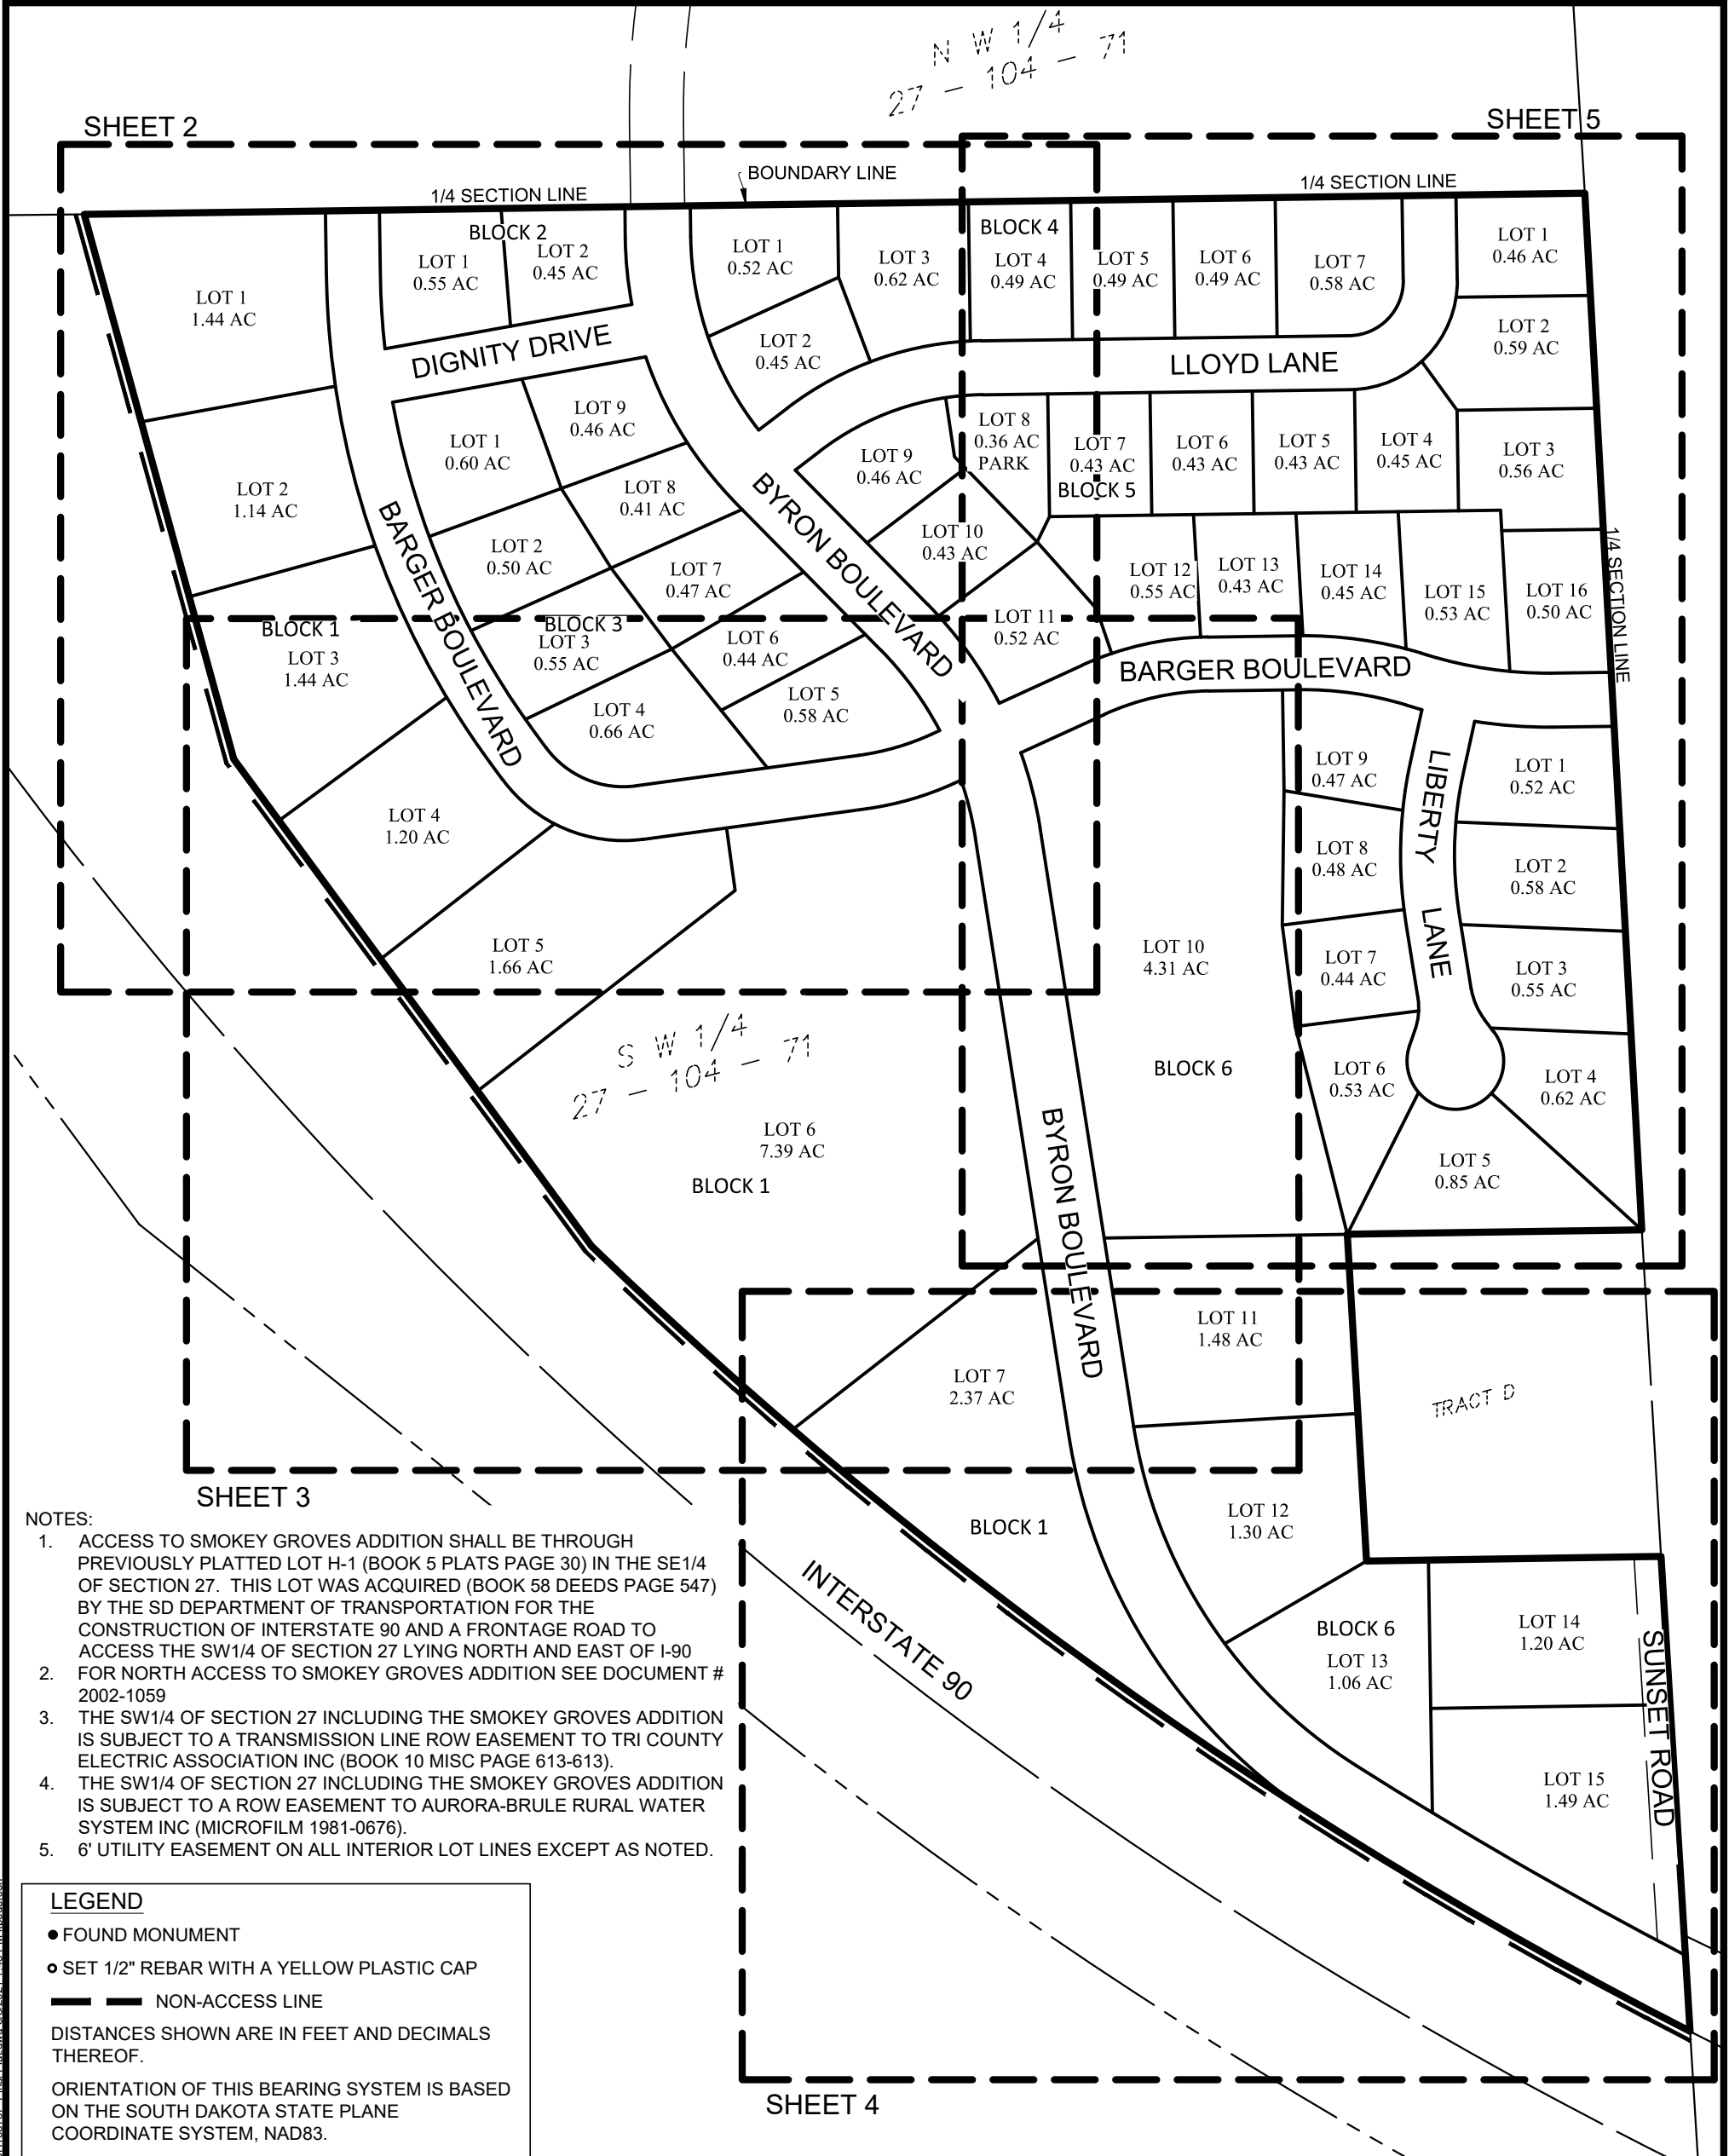 N W 1/4
27 - 104 - 71
SHEET 2
SHEET 5
BOUNDARY LINE
1/4 SECTION LINE
1/4 SECTION LINE
BLOCK 2
LOT 1
0.55 AC
LOT 2
0.45 AC
LOT 1
0.52 AC
LOT 3
0.62 AC
BLOCK 4
LOT 4
0.49 AC
LOT 5
0.49 AC
LOT 6
0.49 AC
LOT 7
0.58 AC
LOT 1
0.46 AC
LOT 1
1.44 AC
DIGNITY DRIVE
LOT 2
0.45 AC
LLOYD LANE
LOT 2
0.59 AC
LOT 1
0.60 AC
LOT 9
0.46 AC
LOT 9
0.46 AC
LOT 8
0.36 AC
PARK
LOT 7
0.43 AC
BLOCK 5
LOT 6
0.43 AC
LOT 5
0.43 AC
LOT 4
0.45 AC
LOT 3
0.56 AC
LOT 2
1.14 AC
BARGER BOULEVARD
LOT 8
0.41 AC
BYRON BOULEVARD
LOT 2
0.50 AC
LOT 7
0.47 AC
LOT 10
0.43 AC
LOT 12
0.55 AC
LOT 13
0.43 AC
LOT 14
0.45 AC
LOT 15
0.53 AC
LOT 16
0.50 AC
1/4 SECTION LINE
BLOCK 1
LOT 3
1.44 AC
BLOCK 3
LOT 3
0.55 AC
LOT 6
0.44 AC
LOT 11
0.52 AC
BARGER BOULEVARD
LOT 4
0.66 AC
LOT 5
0.58 AC
LOT 9
0.47 AC
LIBERTY LANE
LOT 1
0.52 AC
LOT 4
1.20 AC
LOT 8
0.48 AC
LOT 2
0.58 AC
LOT 5
1.66 AC
LOT 10
4.31 AC
LOT 7
0.44 AC
LOT 3
0.55 AC
S W 1/4
27 - 104 - 71
BLOCK 6
LOT 6
0.53 AC
LOT 4
0.62 AC
LOT 6
7.39 AC
BLOCK 1
BYRON BOULEVARD
LOT 5
0.85 AC
LOT 11
1.48 AC
LOT 7
2.37 AC
TRACT D
SHEET 3
BLOCK 1
LOT 12
1.30 AC
INTERSTATE 90
BLOCK 6
LOT 13
1.06 AC
LOT 14
1.20 AC
SUNSET ROAD
LOT 15
1.49 AC
SHEET 4
NOTES:
1. ACCESS TO SMOKEY GROVES ADDITION SHALL BE THROUGH
PREVIOUSLY PLATTED LOT H-1 (BOOK 5 PLATS PAGE 30) IN THE SE1/4
OF SECTION 27. THIS LOT WAS ACQUIRED (BOOK 58 DEEDS PAGE 547)
BY THE SD DEPARTMENT OF TRANSPORTATION FOR THE
CONSTRUCTION OF INTERSTATE 90 AND A FRONTAGE ROAD TO
ACCESS THE SW1/4 OF SECTION 27 LYING NORTH AND EAST OF I-90
2. FOR NORTH ACCESS TO SMOKEY GROVES ADDITION SEE DOCUMENT #
2002-1059
3. THE SW1/4 OF SECTION 27 INCLUDING THE SMOKEY GROVES ADDITION
IS SUBJECT TO A TRANSMISSION LINE ROW EASEMENT TO TRI COUNTY
ELECTRIC ASSOCIATION INC (BOOK 10 MISC PAGE 613-613).
4. THE SW1/4 OF SECTION 27 INCLUDING THE SMOKEY GROVES ADDITION
IS SUBJECT TO A ROW EASEMENT TO AURORA-BRULE RURAL WATER
SYSTEM INC (MICROFILM 1981-0676).
5. 6' UTILITY EASEMENT ON ALL INTERIOR LOT LINES EXCEPT AS NOTED.
LEGEND
FOUND MONUMENT
SET 1/2" REBAR WITH A YELLOW PLASTIC CAP
NON-ACCESS LINE
DISTANCES SHOWN ARE IN FEET AND DECIMALS
THEREOF.
ORIENTATION OF THIS BEARING SYSTEM IS BASED
ON THE SOUTH DAKOTA STATE PLANE
COORDINATE SYSTEM, NAD83.